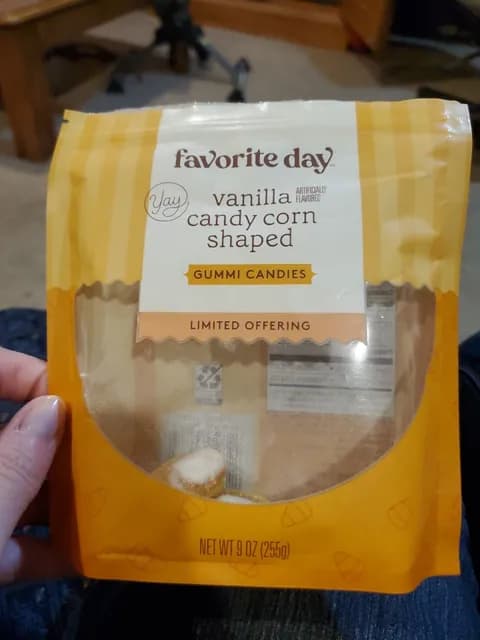 favorite day
Yay
vanilla ARTIFICIALLY
FLAVORED
candy corn
shaped
GUMMI CANDIES
LIMITED OFFERING
NET WT 9 OZ (255g)